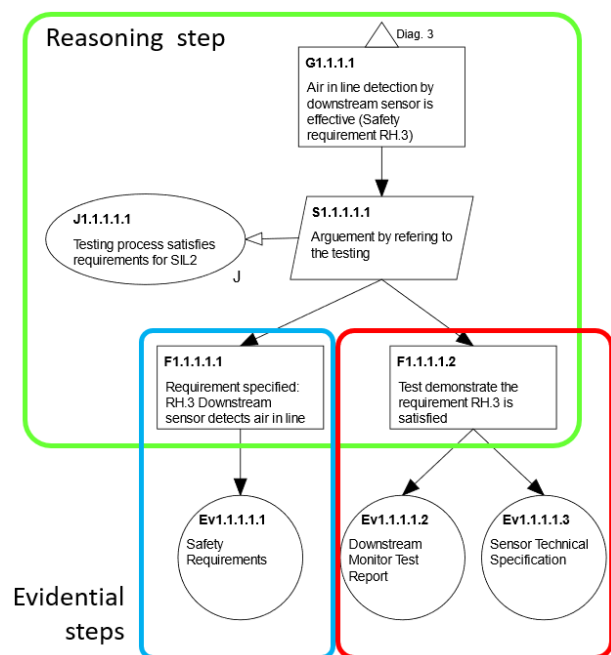 Reasoning step
Diag. 3
G1.1.1.1
Air in line detection by
downstream sensor is
effective (Safety
requirement RH.3)
J1.1.1.1.1
Testing process satisfies
requirements for SIL2
J
S1.1.1.1.1
Arguement by refering to
the testing
F1.1.1.1.1
Requirement specified:
RH.3 Downstream
sensor detects air in line
F1.1.1.1.2
Test demonstrate the
requirement RH.3 is
satisfied
Ev1.1.1.1.1
Safety
Requirements
Ev1.1.1.1.2
Downstream
Monitor Test
Report
Ev1.1.1.1.3
Sensor Technical
Specification
Evidential
steps